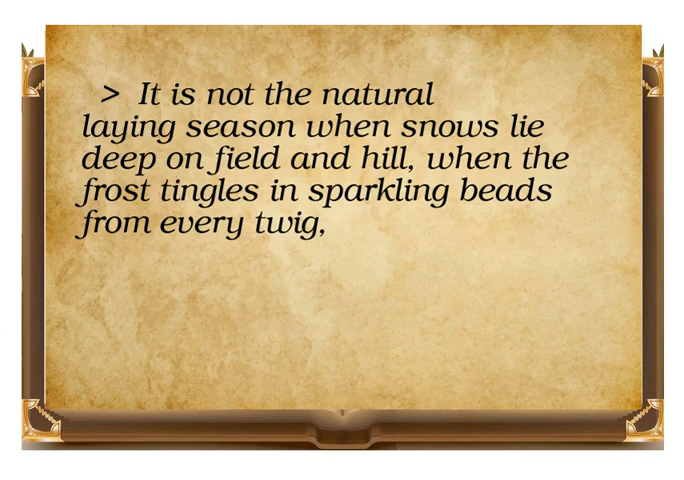 > It is not the natural
laying season when snows lie
deep on field and hill, when the
frost tingles in sparkling beads
from every twig,